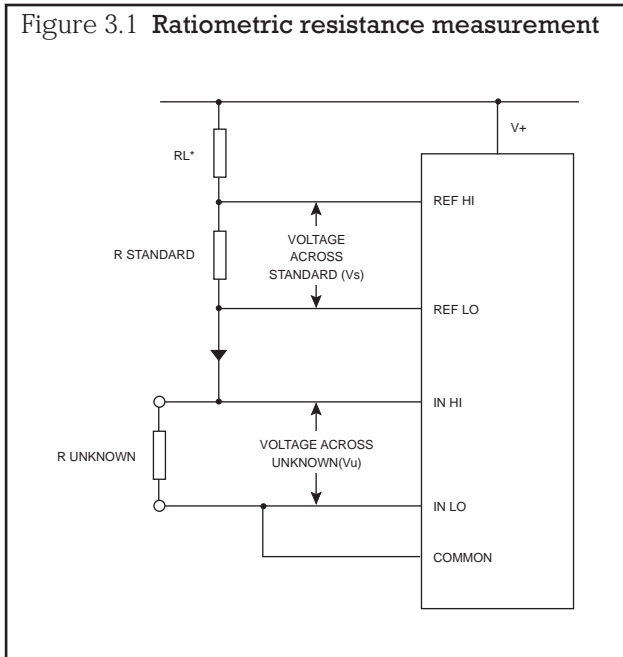 Figure 3.1 Ratiometric resistance measurement
V+
RL*
REF HI
R STANDARD
VOLTAGE
ACROSS
STANDARD (Vs)
REF LO
IN HI
R UNKNOWN
VOLTAGE ACROSS
UNKNOWN(Vu)
IN LO
COMMON